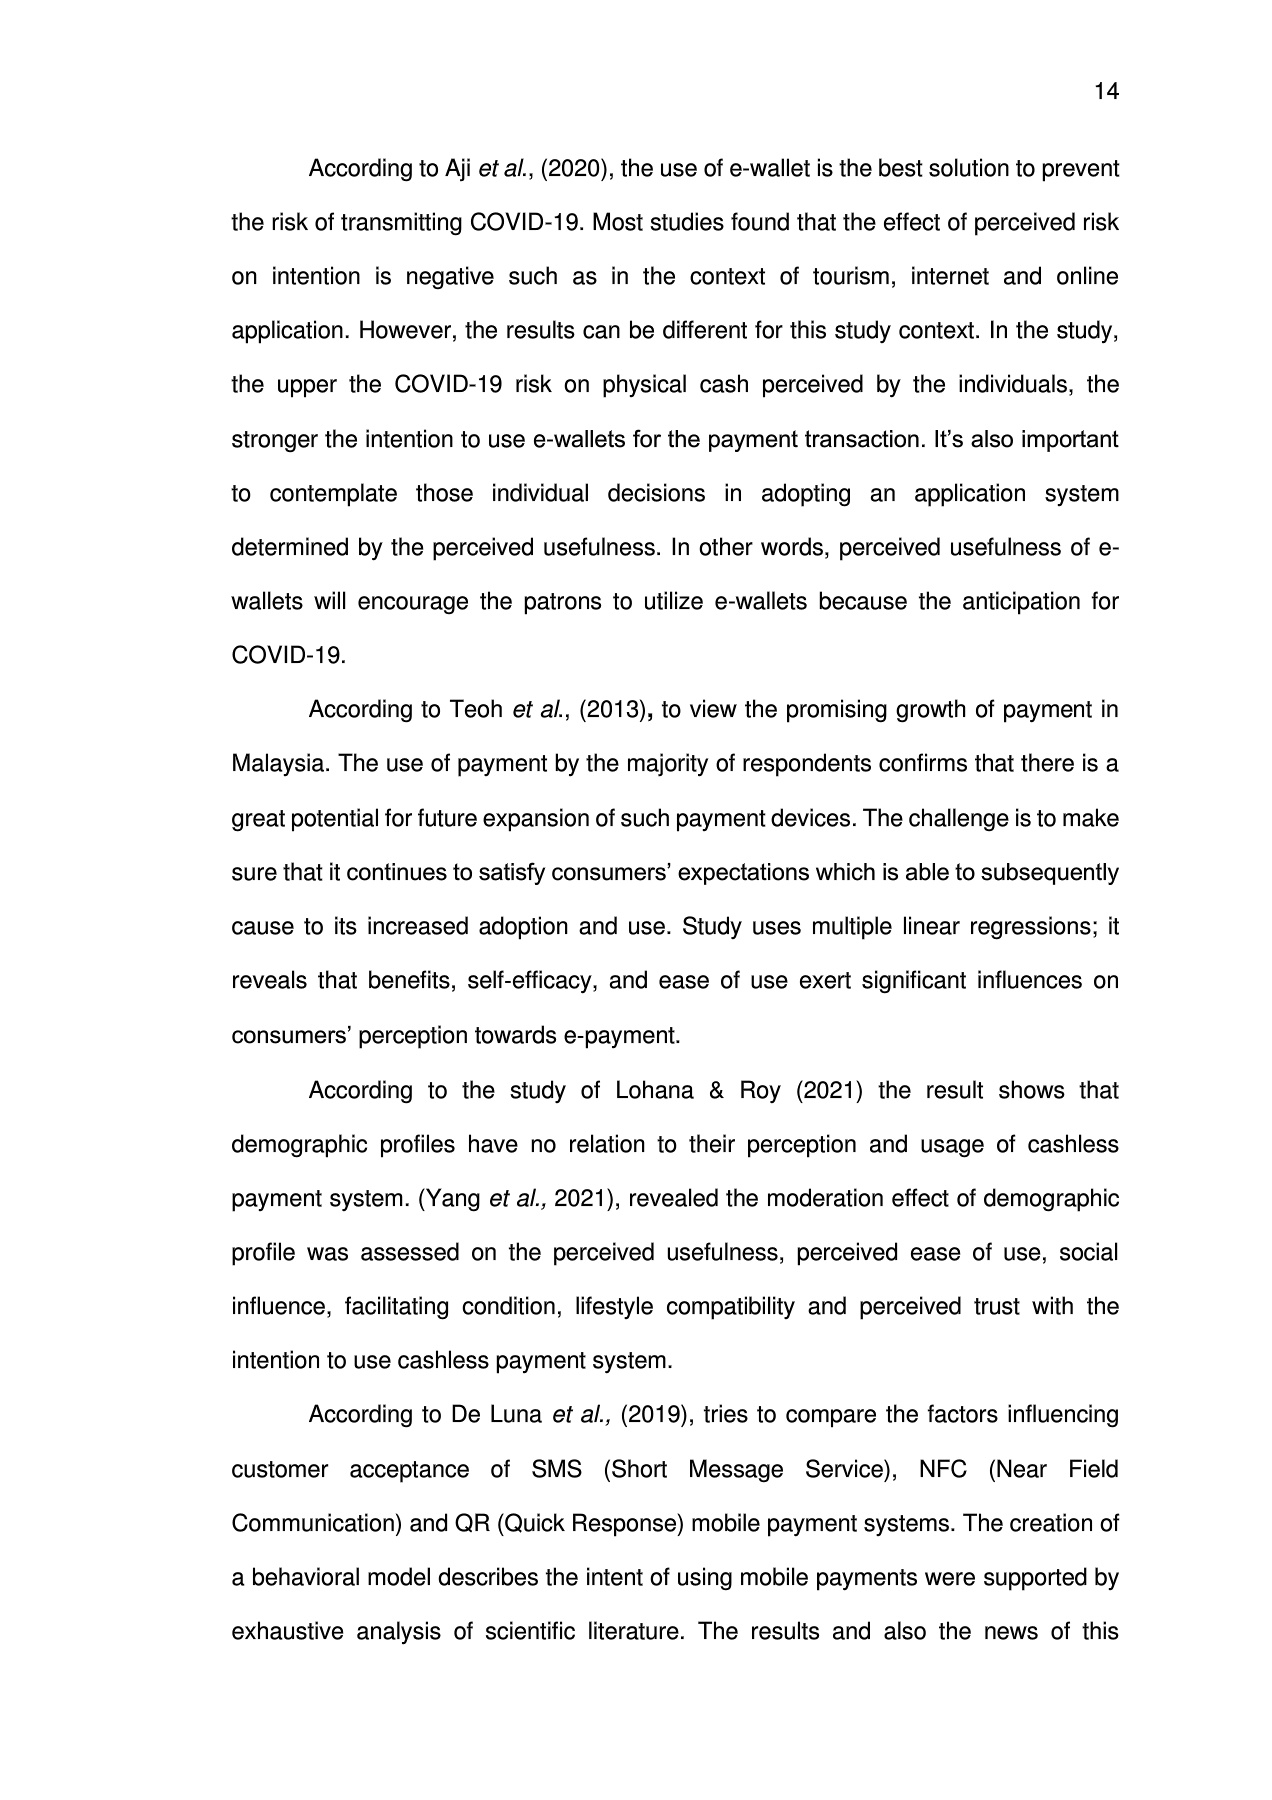 14
According to Aji et al., (2020), the use of e-wallet is the best solution to prevent
the risk of transmitting COVID-19. Most studies found that the effect of perceived risk
on intention is negative such as in the context of tourism, internet and online
application. However, the results can be different for this study context. In the study,
the upper the COVID-19 risk on physical cash perceived by the individuals, the
stronger the intention to use e-wallets for the payment transaction. It’s also important
to contemplate those individual decisions in adopting an application system
determined by the perceived usefulness. In other words, perceived usefulness of e-
wallets will encourage the patrons to utilize e-wallets because the anticipation for
COVID-19.
According to Teoh et al., (2013), to view the promising growth of payment in
Malaysia. The use of payment by the majority of respondents confirms that there is a
great potential for future expansion of such payment devices. The challenge is to make
sure that it continues to satisfy consumers’ expectations which is able to subsequently
cause to its increased adoption and use. Study uses multiple linear regressions; it
reveals that benefits, self-efficacy, and ease of use exert significant influences on
consumers’ perception towards e-payment.
According to the study of Lohana & Roy (2021) the result shows that
demographic profiles have no relation to their perception and usage of cashless
payment system. (Yang et al., 2021), revealed the moderation effect of demographic
profile was assessed on the perceived usefulness, perceived ease of use, social
influence, facilitating condition, lifestyle compatibility and perceived trust with the
intention to use cashless payment system.
According to De Luna et al., (2019), tries to compare the factors influencing
customer acceptance of SMS (Short Message Service), NFC (Near Field
Communication) and QR (Quick Response) mobile payment systems. The creation of
a behavioral model describes the intent of using mobile payments were supported by
exhaustive analysis of scientific literature. The results and also the news of this